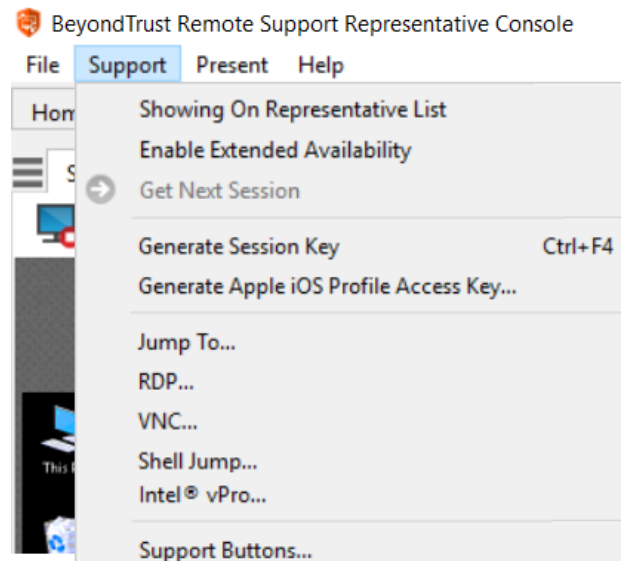 BeyondTrust Remote Support Representative Console
File Support Present Help
Showing On Representative List
Enable Extended Availability
Get Next Session
Generate Session Key Ctrl+F4
Generate Apple iOS Profile Access Key...
Jump To...
RDP...
VNC...
Shell Jump...
Intel® vPro...
This
Support Buttons...